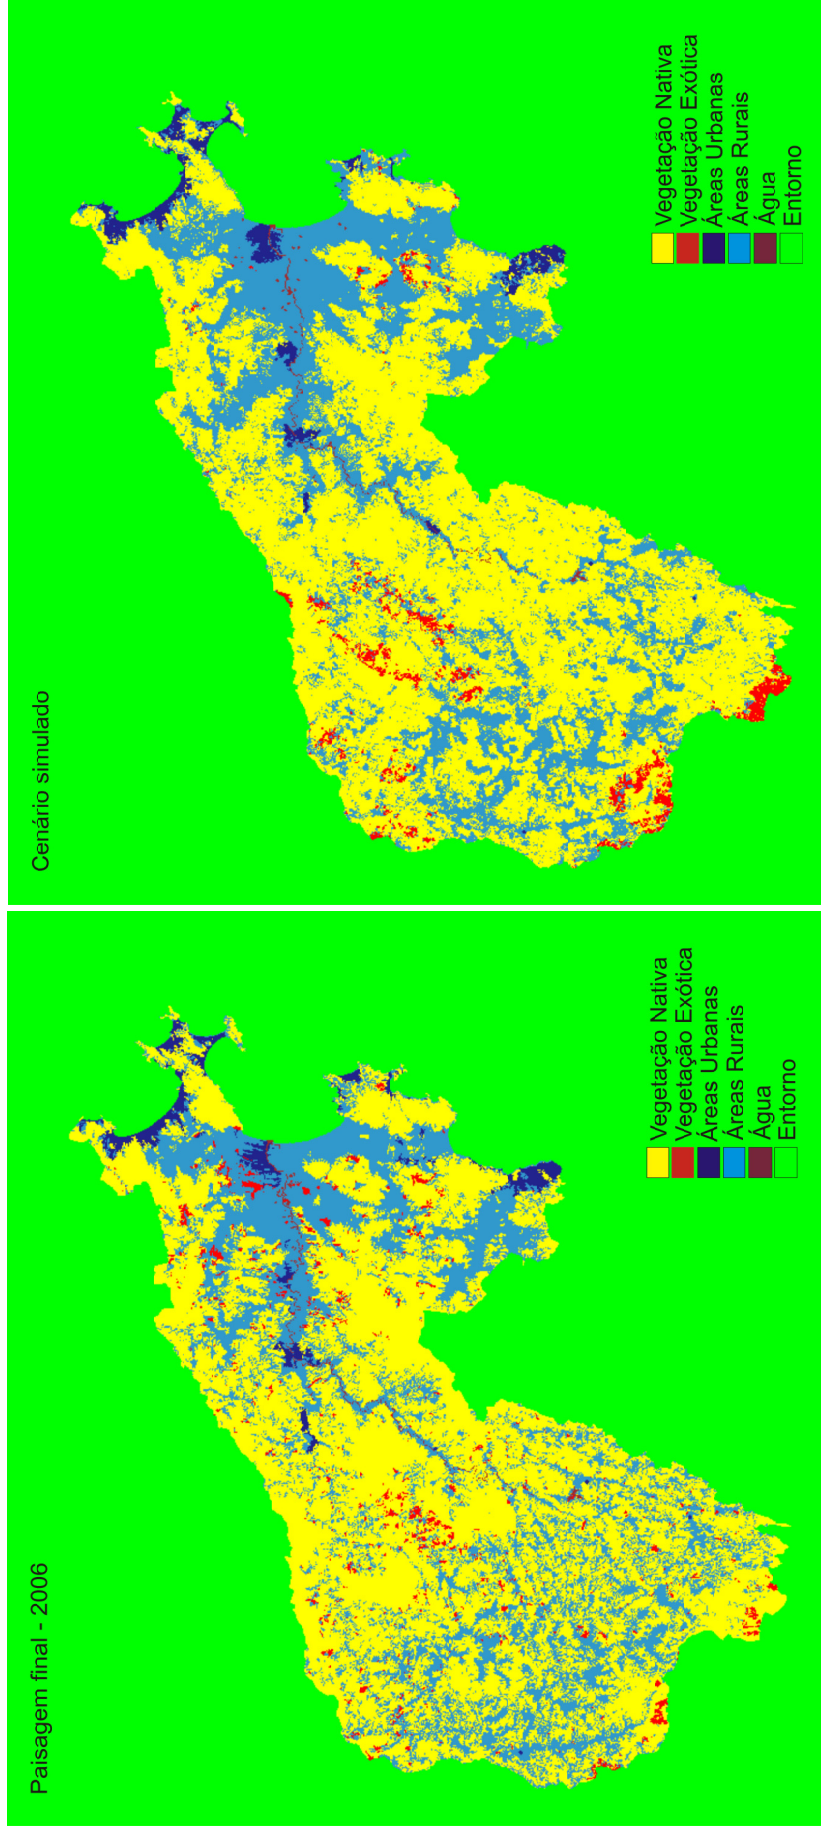 Cenário simulado
Vegetação Nativa
Vegetação Exótica
Áreas Urbanas
Áreas Rurais
Água
Entorno
Paisagem final - 2006
Vegetação Nativa
Vegetação Exótica
Áreas Urbanas
Áreas Rurais
Água
Entorno